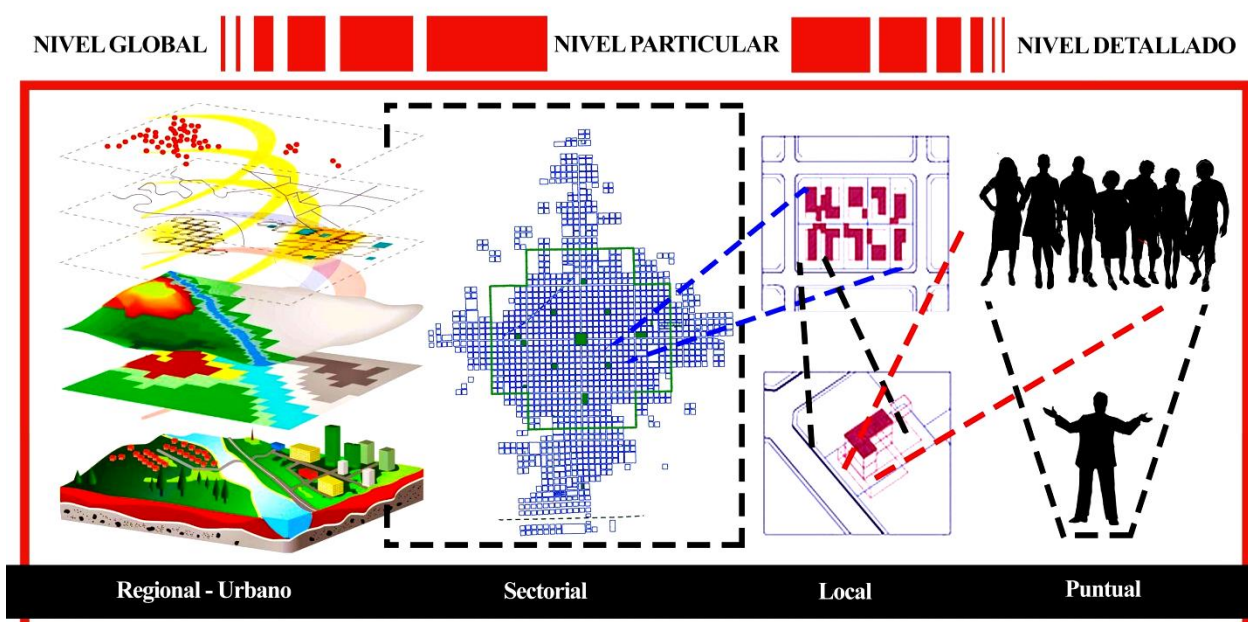 NIVEL GLOBAL
NIVEL PARTICULAR
NIVEL DETALLADO
Regional - Urbano
Sectorial
Local
Puntual